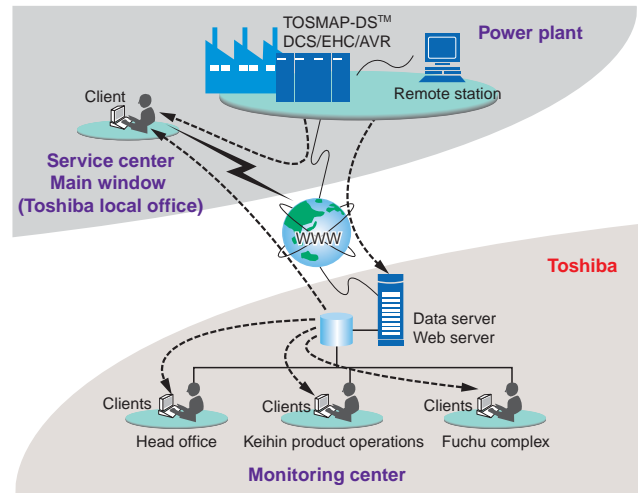 TOSMAP-DS™
DCS/EHC/AVR
Power plant
Remote station
Client
Service center
Main window
(Toshiba local office)
WWW
Toshiba
Data server
Web server
Clients
Clients
Clients
Head office
Keihin product operations
Fuchu complex
Monitoring center